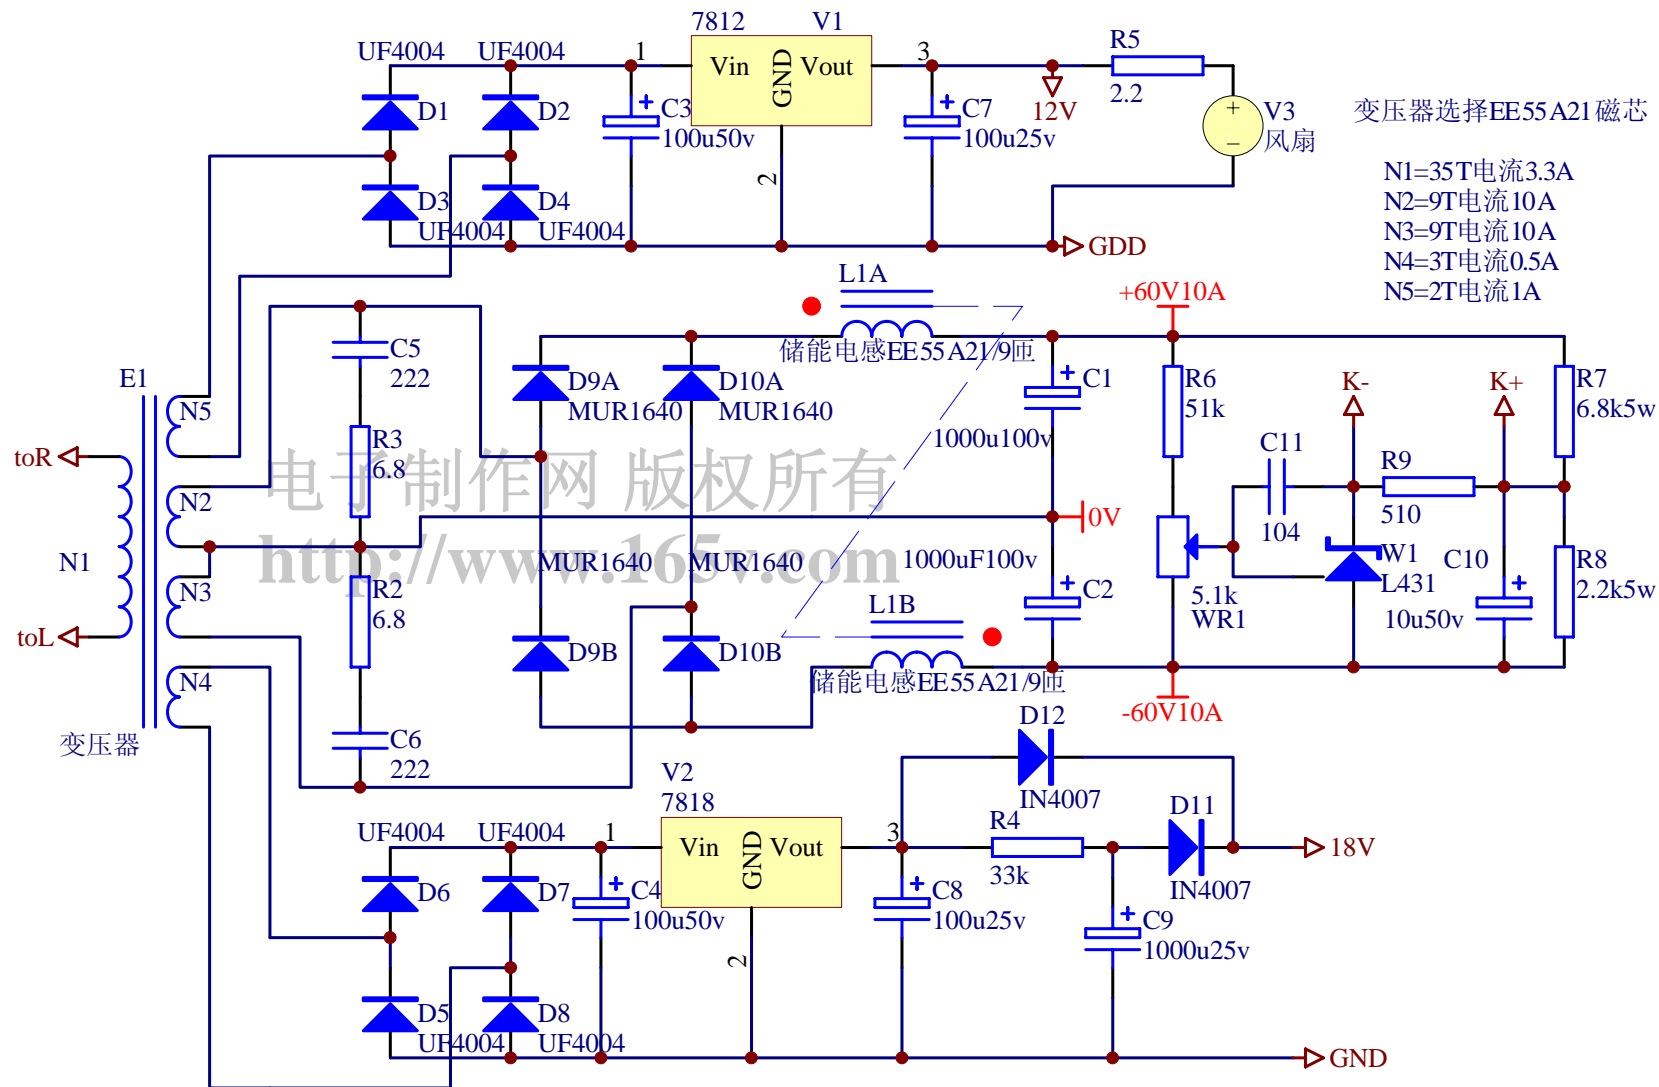 7812
V1
UF4004
UF4004
1
Vin
GND
Vout
3
2
D1
D2
C3
100u50v
C7
100u25v
12V
R5
2.2
V3
风扇
D3
UF4004
D4
UF4004
GDD
变压器选择EE55A21磁芯
N1=35T电流3.3A
N2=9T电流10A
N3=9T电流10A
N4=3T电流0.5A
N5=2T电流1A
L1A
储能电感EE55A21/9匝
+60V10A
C5
222
E1
N5
R3
6.8
D9A
MUR1640
D10A
MUR1640
C1
1000u100v
R6
51k
K-
K+
R7
6.8k5w
toR
电子制作网 版权所有
http://www.165v.com
N2
N1
N3
R2
6.8
0V
C11
104
R9
510
MUR1640
MUR1640
1000uF100v
C2
5.1k
WR1
W1
L431
C10
10u50v
R8
2.2k5w
toL
L1B
储能电感EE55A21/9匝
D9B
D10B
N4
变压器
C6
222
-60V10A
D12
IN4007
V2
7818
UF4004
UF4004
1
Vin
GND
Vout
3
2
R4
33k
D11
IN4007
18V
D6
D7
C4
100u50v
C8
100u25v
C9
1000u25v
D5
UF4004
D8
UF4004
GND